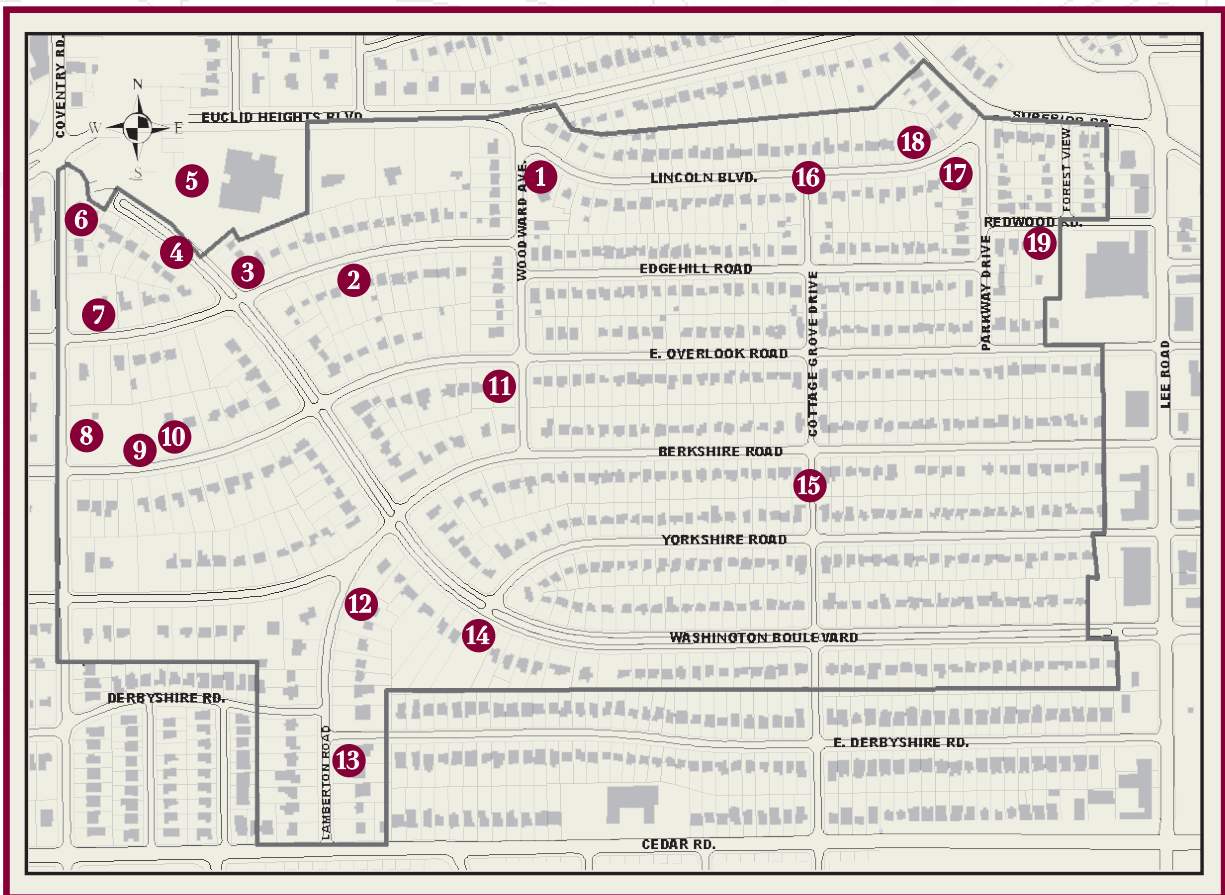 COVENTRY RD.
N
W
E
S
EUCLID HEIGHTS BLVD.
SUPERIOR RD.
FOREST VIEW
5
1
LINCOLN BLVD.
16
18
17
6
WOODWARD AVE.
REDWOOD RD.
4
3
2
19
EDGEHILL ROAD
PARKWAY DRIVE
7
COTTAGE GROVE DRIVE
E. OVERLOOK ROAD
LEE ROAD
11
8
9
10
BERKSHIRE ROAD
15
YORKSHIRE ROAD
12
14
WASHINGTON BOULEVARD
DERBYSHIRE RD.
LAMBERTON ROAD
13
E. DERBYSHIRE RD.
CEDAR RD.